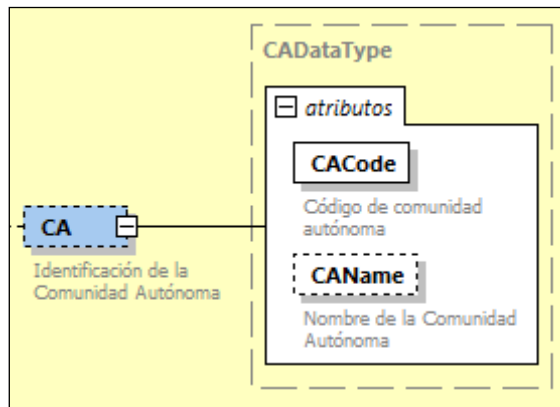 CADataType
atributos
CACode
Código de comunidad
autónoma
CA
Identificación de la
Comunidad Autónoma
CAName
Nombre de la Comunidad
Autónoma